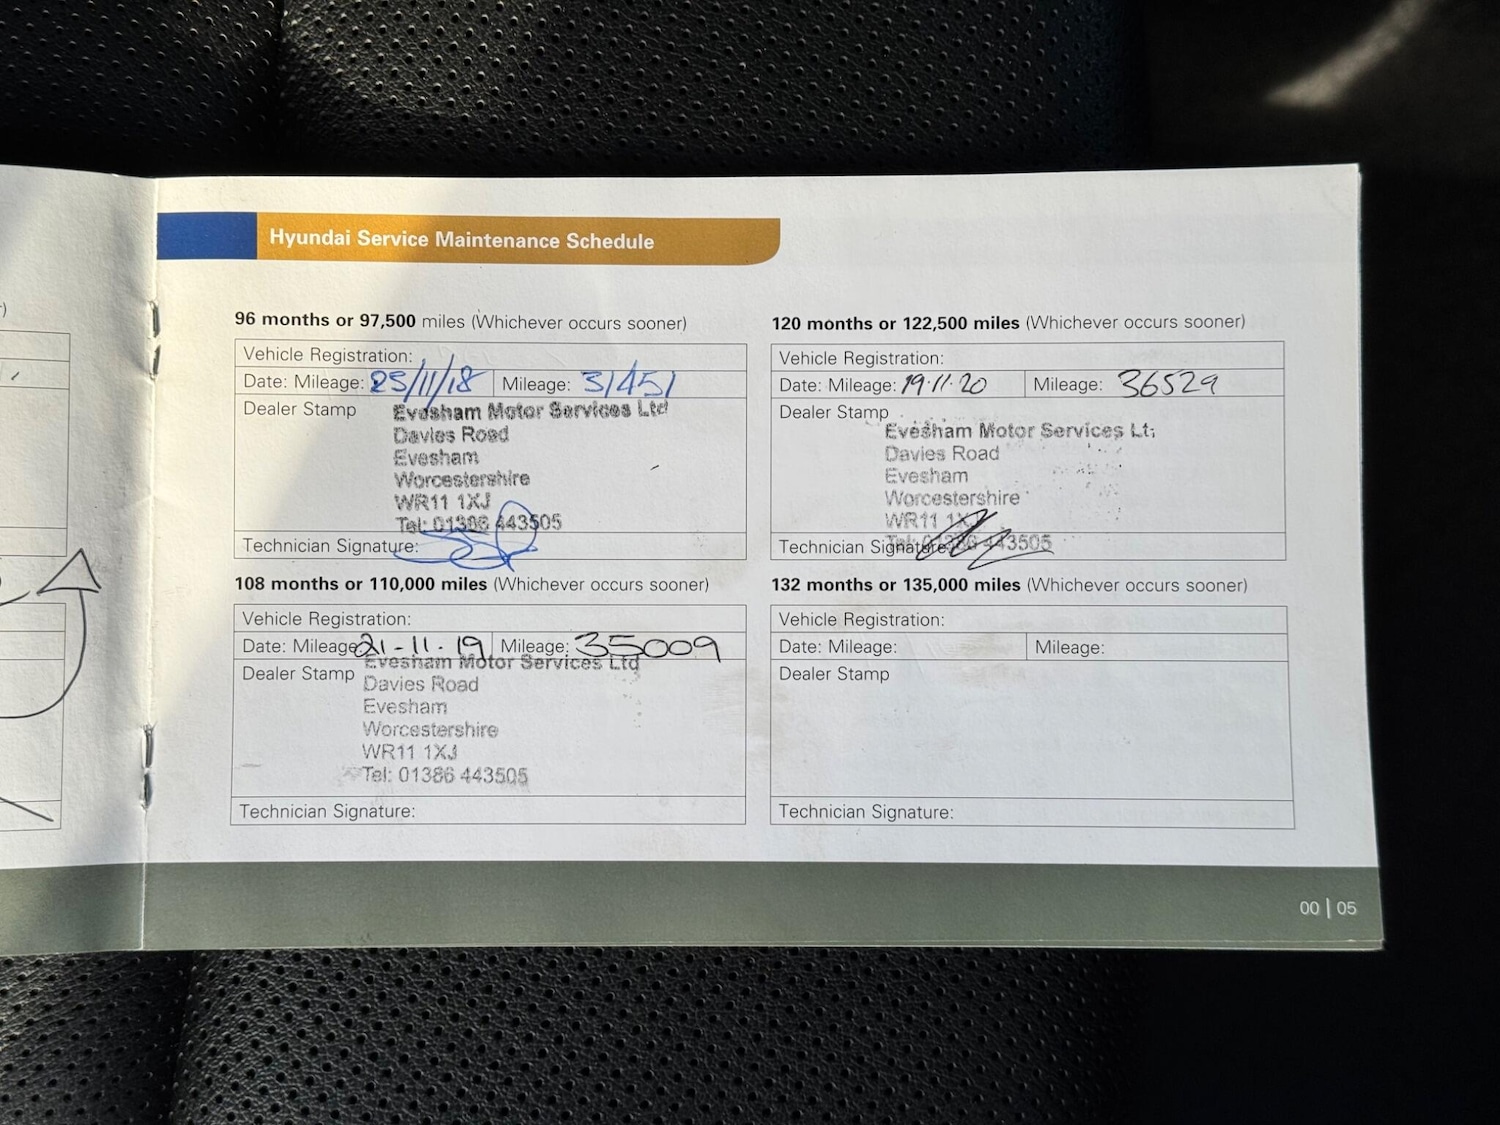 Hyundai Service Maintenance Schedule
96 months or 97,500 miles (Whichever occurs sooner)
Vehicle Registration:
Date: Mileage: 25/11/18 Mileage: 31451
Dealer Stamp
Evesham Motor Services Ltd
Davies Road
Evesham
Worcestershire
WR11 1XJ
Tel: 01386 443505
Technician Signature:
108 months or 110,000 miles (Whichever occurs sooner)
Vehicle Registration:
Date: Mileage: 21-11-19 Mileage: 35009
Dealer Stamp
Evesham Motor Services Ltd
Davies Road
Evesham
Worcestershire
WR11 1XJ
Tel: 01386 443505
Technician Signature:
120 months or 122,500 miles (Whichever occurs sooner)
Vehicle Registration:
Date: Mileage: 19·11·20 Mileage: 36529
Dealer Stamp
Evesham Motor Services Lt
Davies Road
Evesham
Worcestershire
WR11 1XJ
Tel: 01386 443505
Technician Signature:
132 months or 135,000 miles (Whichever occurs sooner)
Vehicle Registration:
Date: Mileage: Mileage:
Dealer Stamp
Technician Signature:
00 | 05